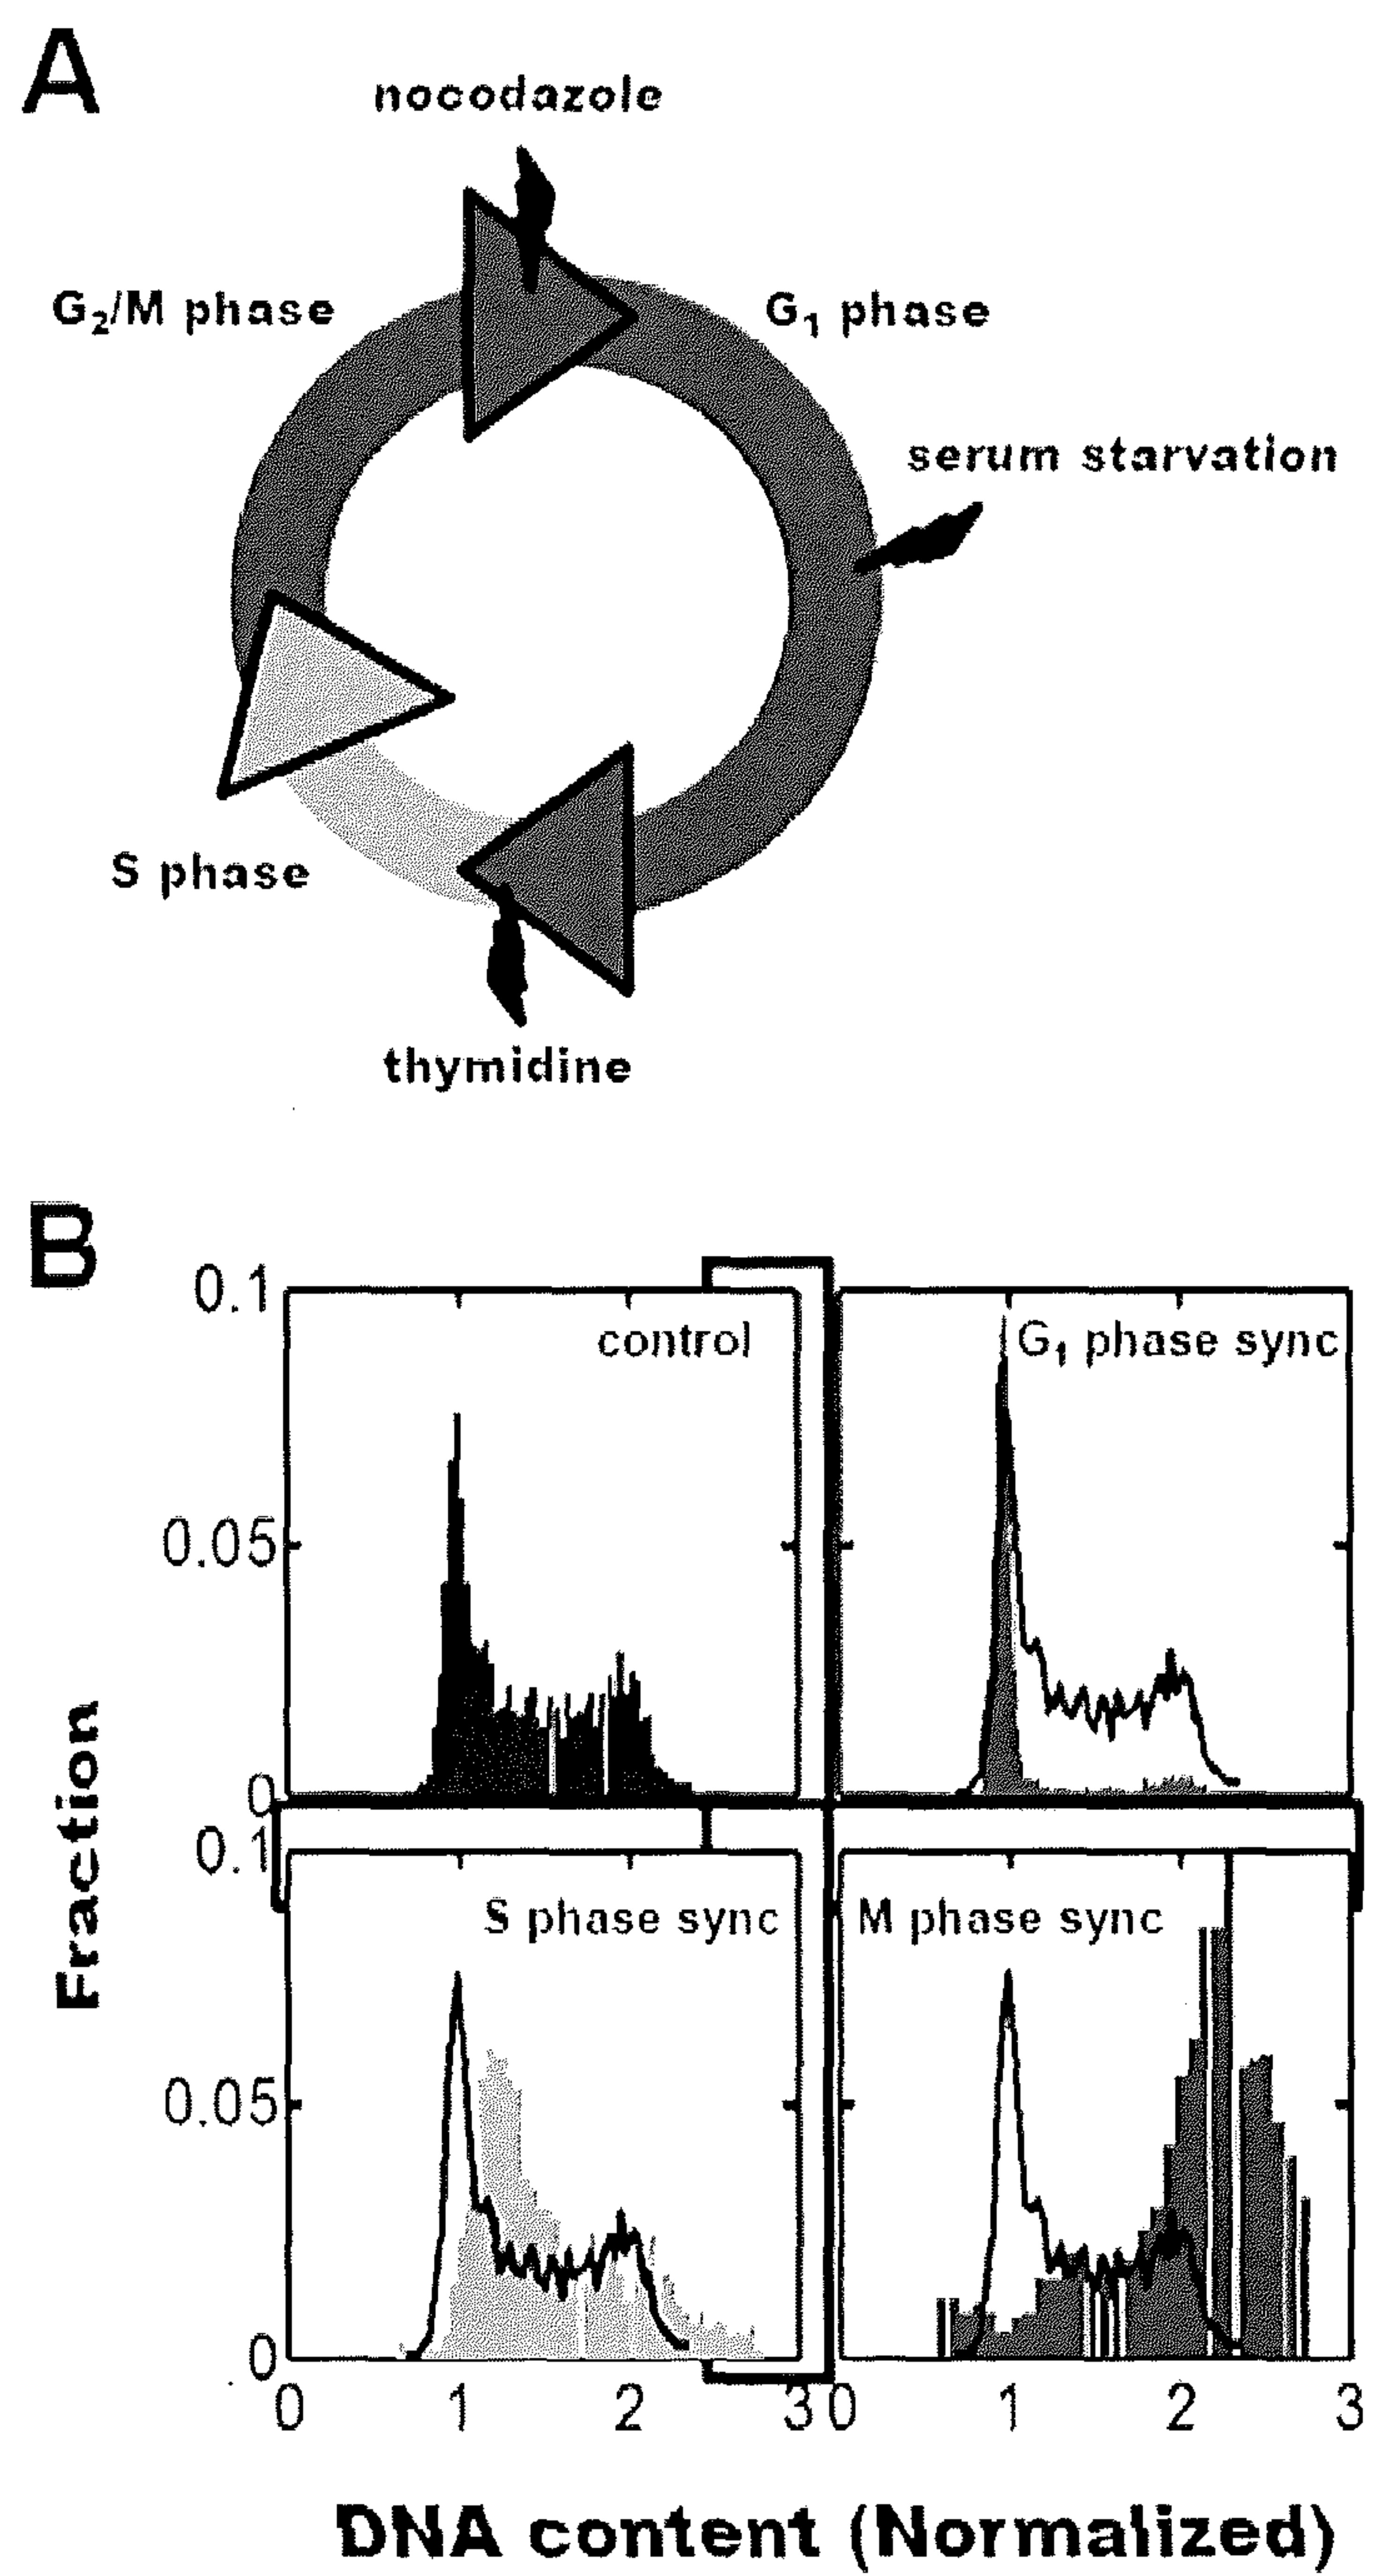 A
nocodazole
G₂/M phase
G₁ phase
serum starvation
S phase
thymidine
B
0.1
control
G₁ phase sync
0.05
0
0.1
S phase sync
M phase sync
0.05
0
0 1 2 3 0 1 2 3
Fraction
DNA content (Normalized)